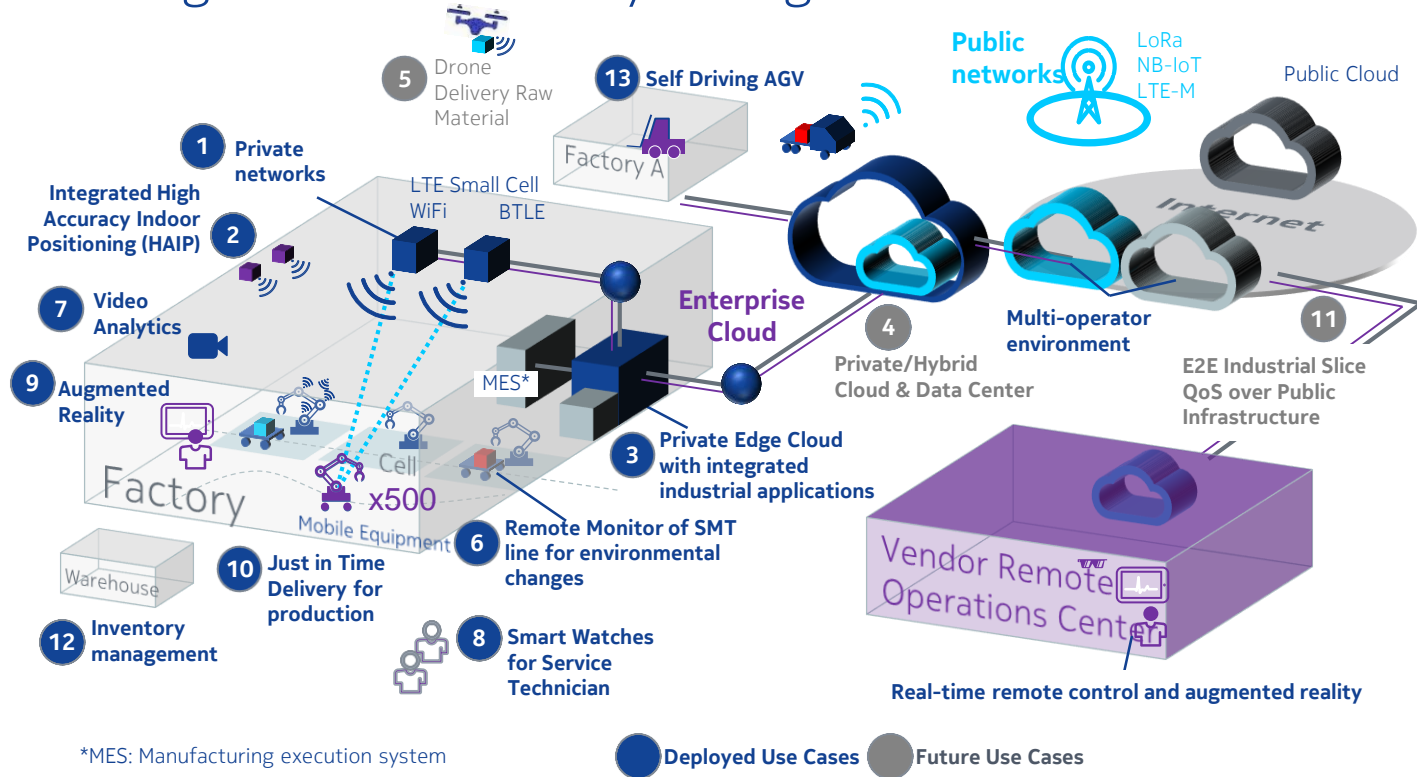 5
Drone
Delivery Raw
Material
13
Self Driving AGV
Factory A
Public
networks
LoRa
NB-IoT
LTE-M
Public Cloud
Internet
1
Private
networks
LTE Small Cell
WiFi
BTLE
Integrated High
Accuracy Indoor
Positioning (HAIP)
2
7
Video
Analytics
9
Augmented
Reality
Enterprise
Cloud
MES*
4
Private/Hybrid
Cloud & Data Center
Multi-operator
environment
11
E2E Industrial Slice
QoS over Public
Infrastructure
Cell
Factory
x500
Mobile Equipment
3
Private Edge Cloud
with integrated
industrial applications
6
Remote Monitor of SMT
line for environmental
changes
Warehouse
10
Just in Time
Delivery for
production
12
Inventory
management
8
Smart Watches
for Service
Technician
Vendor Remote
Operations Center
Real-time remote control and augmented reality
*MES: Manufacturing execution system
Deployed Use Cases
Future Use Cases